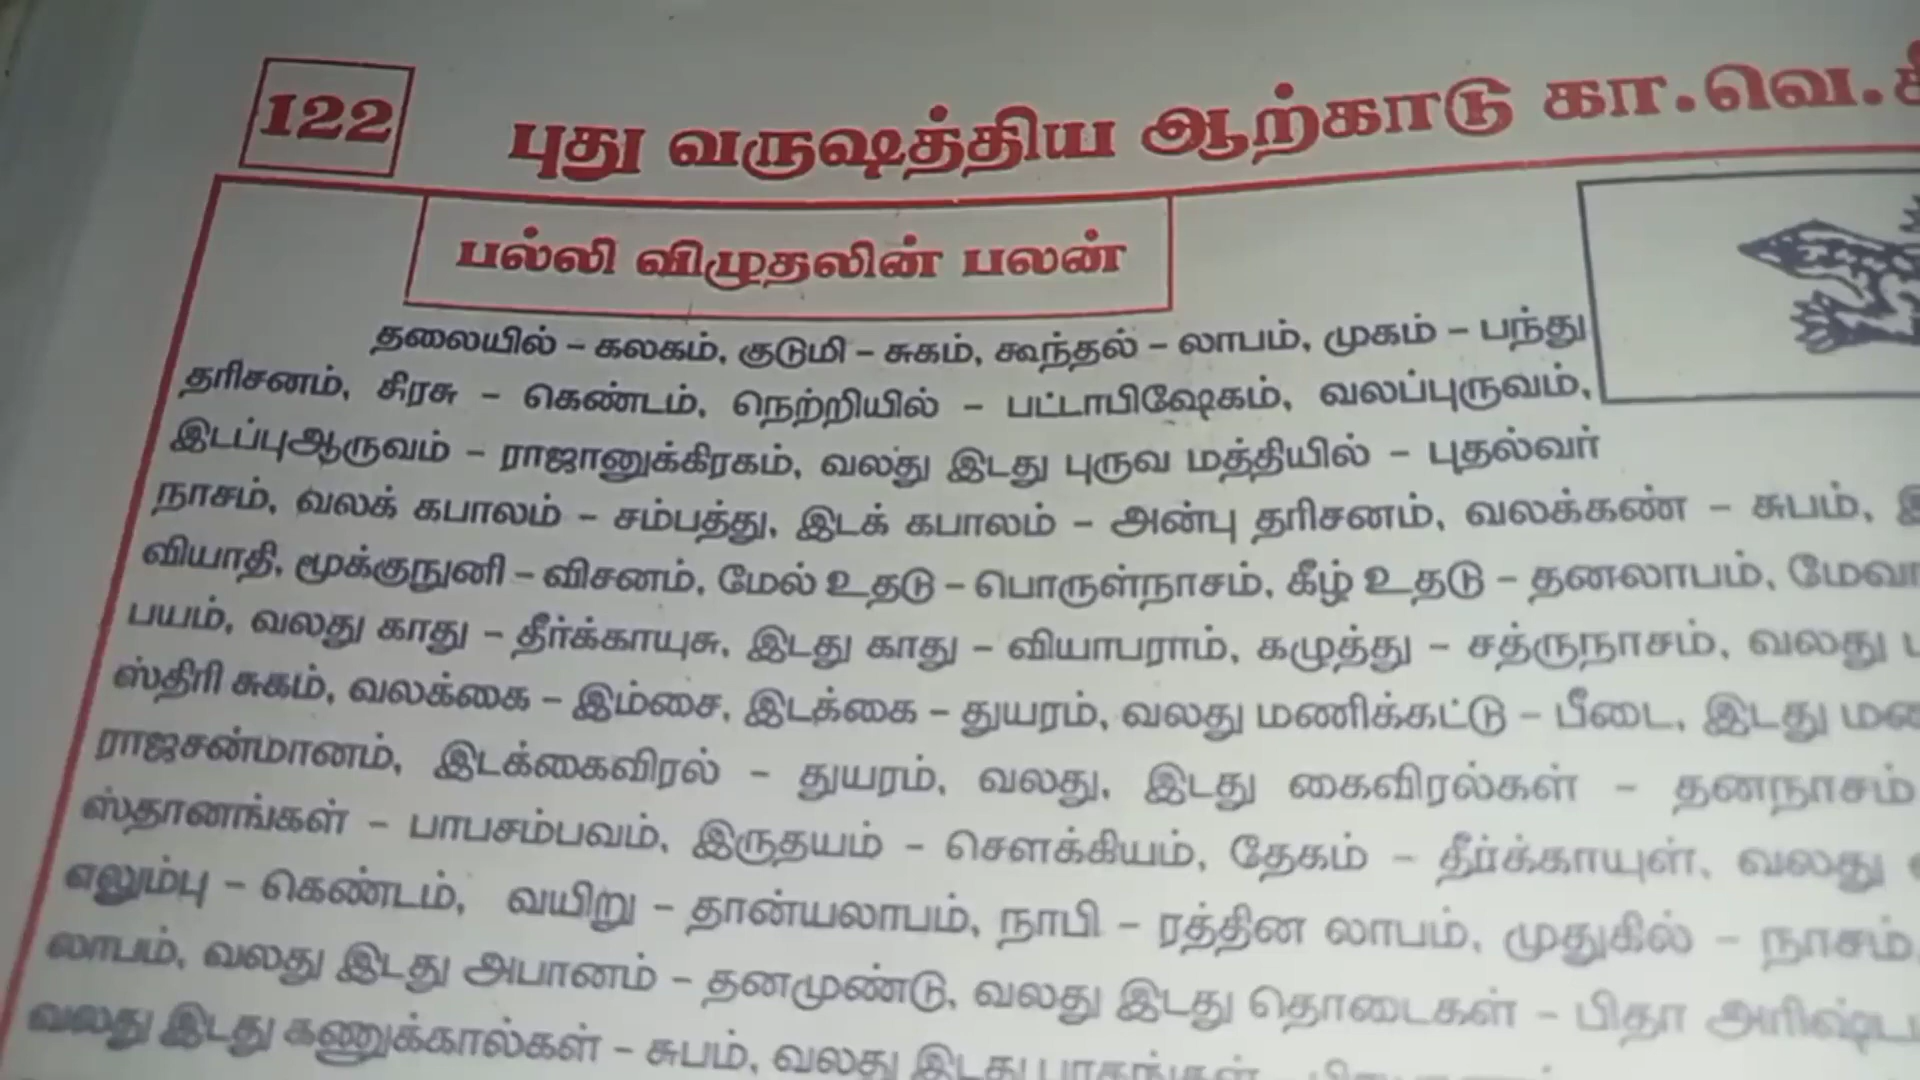 122
புது வருஷத்திய ஆற்காடு கா.வெ.
பல்லி விழுதலின் பலன்
தலையில் – கலகம், குடுமி – சுகம், கூந்தல் – லாபம், முகம் – பந்து
தரிசனம், சிரசு – கெண்டம், நெற்றியில் – பட்டாபிஷேகம், வலப்புருவம்,
இடப்புஆருவம் – ராஜானுக்கிரகம், வலது இடது புருவ மத்தியில் – புதல்வர்
நாசம், வலக் கபாலம் – சம்பத்து, இடக் கபாலம் – அன்பு தரிசனம், வலக்கண் – சுபம்,
வியாதி, மூக்குநுனி – விசனம், மேல் உதடு – பொருள்நாசம், கீழ் உதடு – தனலாபம்,
பயம், வலது காது – தீர்க்காயுசு, இடது காது – வியாபராம், கழுத்து – சத்ருநாசம், வலது
ஸ்திரி சுகம், வலக்கை – இம்சை, இடக்கை – துயரம், வலது மணிக்கட்டு – பீடை, இடது
ராஜசன்மானம், இடக்கைவிரல் – துயரம், வலது, இடது கைவிரல்கள் – தனநாசம்
ஸ்தானங்கள் – பாபசம்பவம், இருதயம் – சௌக்கியம், தேகம் – தீர்க்காயுள், வலது
எலும்பு – கெண்டம், வயிறு – தான்யலாபம், நாபி – ரத்தின லாபம், முதுகில் – நாசம்,
லாபம், வலது இடது அபானம் – தனமுண்டு, வலது இடது தொடைகள் – பிதா
வலது இடது கணுக்கால்கள் – சுபம், வலது இடது